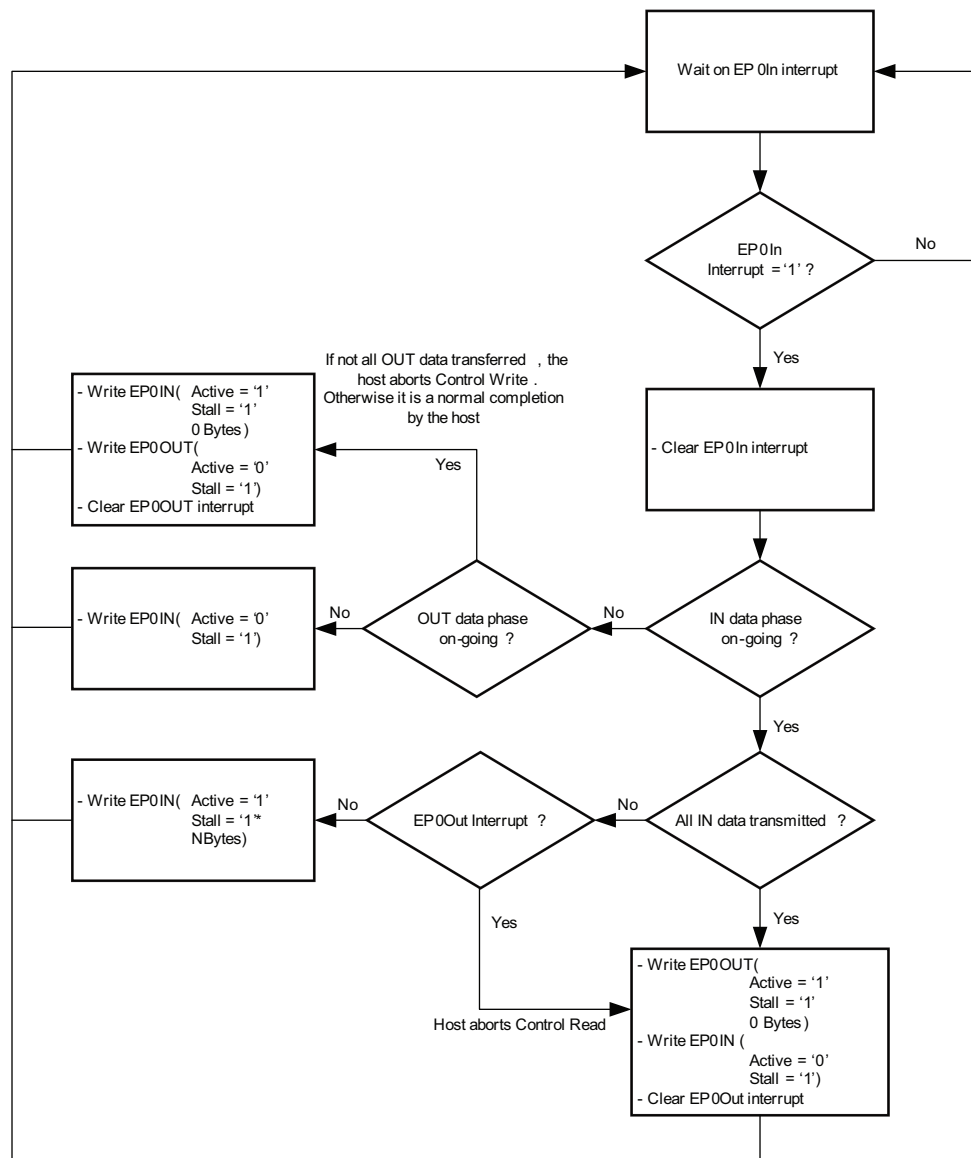 Wait on EP0In interrupt
EP0In
Interrupt = ‘1’ ?
No
Yes
If not all OUT data transferred , the
host aborts Control Write .
Otherwise it is a normal completion
by the host
- Write EP0IN( Active = ‘1’
Stall = ‘1’
0 Bytes)
- Write EP0OUT(
Active = ‘0’
Stall = ‘1’)
- Clear EP0OUT interrupt
Yes
- Clear EP0In interrupt
- Write EP0IN( Active = ‘0’
Stall = ‘1’)
No
OUT data phase
on-going ?
No
IN data phase
on-going ?
Yes
- Write EP0IN( Active = ‘1’
Stall = ‘1’*
NBytes)
No
EP0Out Interrupt ?
No
All IN data transmitted ?
Yes
Yes
Host aborts Control Read
- Write EP0OUT(
Active = ‘1’
Stall = ‘1’
0 Bytes)
- Write EP0IN (
Active = ‘0’
Stall = ‘1’)
- Clear EP0Out interrupt